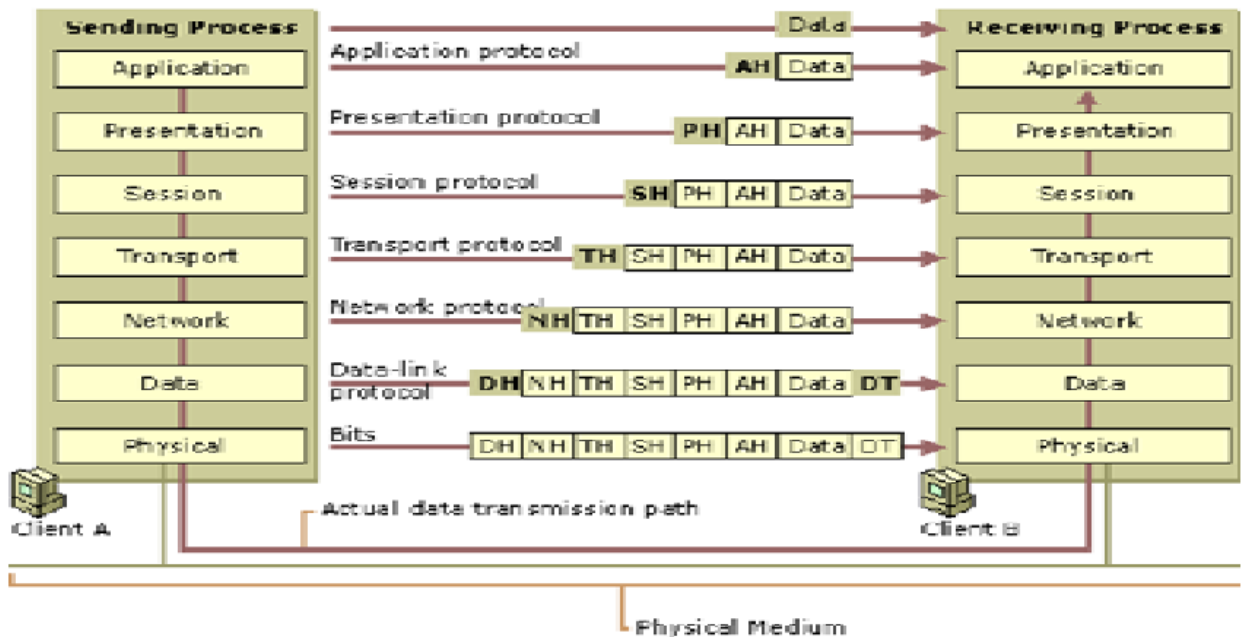 Sending Process
Data
Receiving Process
Application
Application protocol
AH Data
Application
Presentation
Presentation protocol
PH AH Data
Presentation
Session
Session protocol
SH PH AH Data
Session
Transport
Transport protocol
TH SH PH AH Data
Transport
Network
Network protocol
NH TH SH PH AH Data
Network
Data
Data-link
protocol
DH NH TH SH PH AH Data DT
Data
Physical
Bits
DH NH TH SH PH AH Data DT
Physical
Client A
Actual data transmission path
Client B
Physical Medium